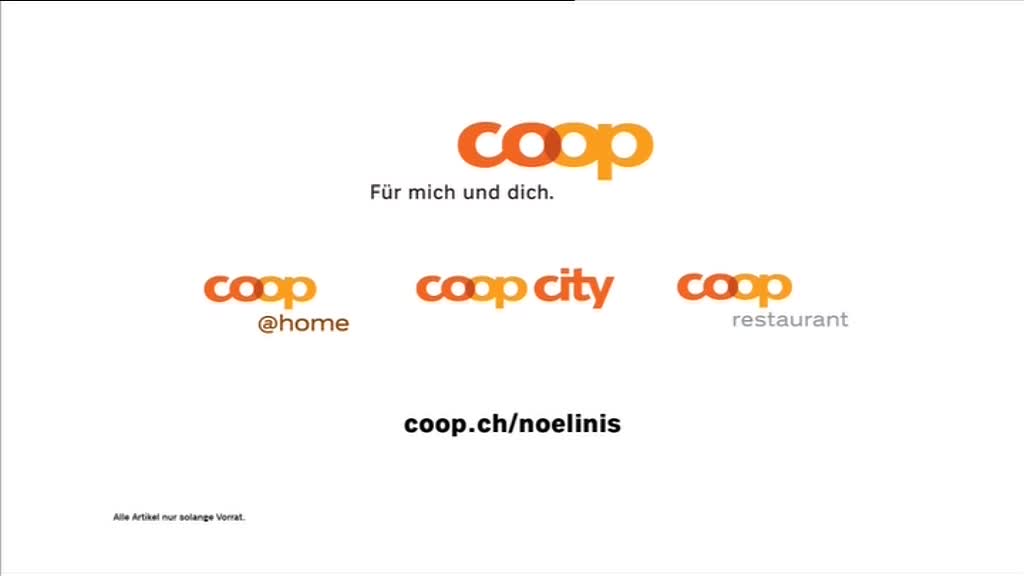 coop
Für mich und dich.
coop
@home
coop city
coop
restaurant
coop.ch/noelinis
Alle Artikel nur solange Vorrat.